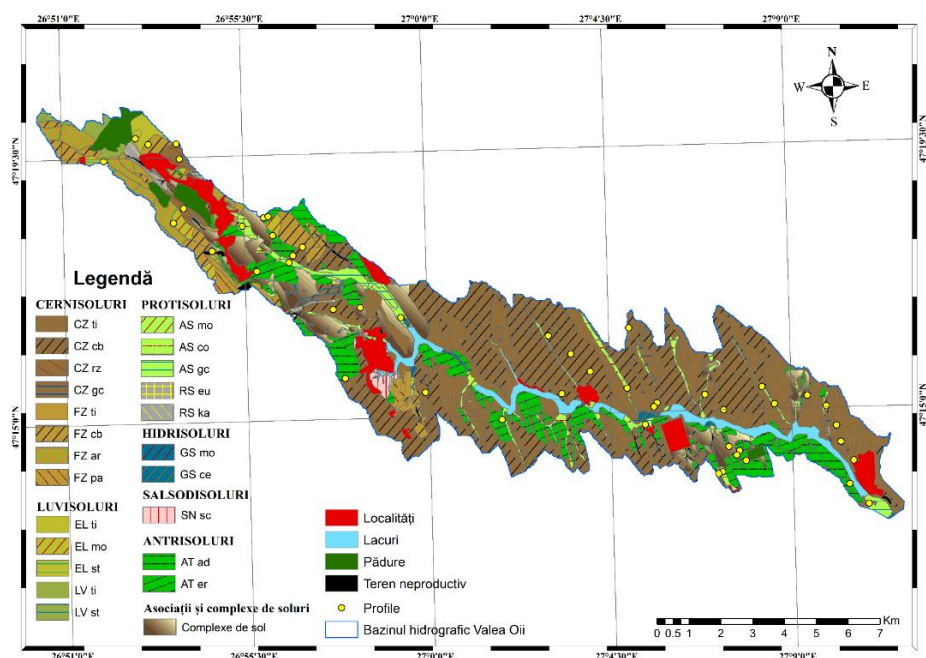 26°51'0"E 26°55'30"E 27°0'0"E 27°4'30"E 27°9'0"E
N
W E
S
47°19'30"N 47°19'30"N
47°15'0"N 47°15'0"N
Legendă
CERNISOLURI
CZ ti
CZ cb
CZ rz
CZ gc
FZ ti
FZ cb
FZ ar
FZ pa
LUVISOLURI
EL ti
EL mo
EL st
LV ti
LV st
PROTISOLURI
AS mo
AS co
AS gc
RS eu
RS ka
HIDRISOLURI
GS mo
GS ce
SALSODISOLURI
SN sc
ANTRISOLURI
AT ad
AT er
Asociații și complexe de soluri
Complexe de sol
Localități
Lacuri
Pădure
Teren neproductiv
Profile
Bazinul hidrografic Valea Oii
Km
0 0.5 1 2 3 4 5 6 7
26°51'0"E 26°55'30"E 27°0'0"E 27°4'30"E 27°9'0"E